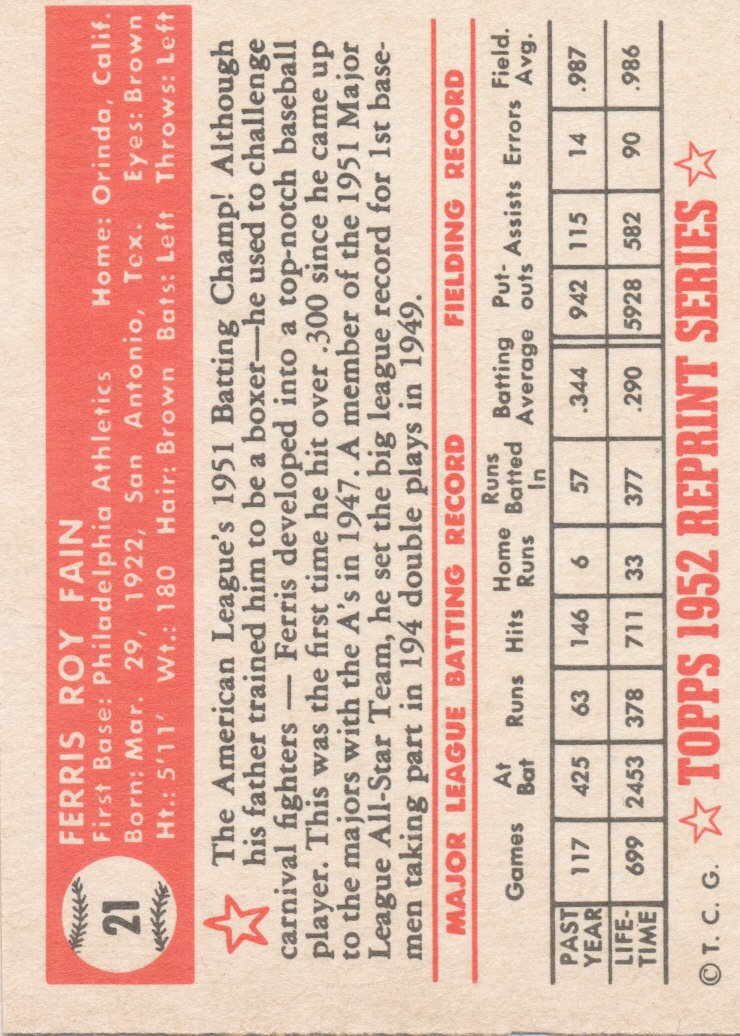 21
FERRIS ROY FAIN
First Base: Philadelphia Athletics Home: Orinda, Calif.
Born: Mar. 29, 1922, San Antonio, Tex. Eyes: Brown
Ht.: 5'11' Wt.: 180 Hair: Brown Bats: Left Throws: Left
The American League's 1951 Batting Champ! Although
his father trained him to be a boxer—he used to challenge
carnival fighters — Ferris developed into a top-notch baseball
player. This was the first time he hit over .300 since he came up
to the majors with the A's in 1947. A member of the 1951 Major
League All-Star Team, he set the big league record for 1st base-
men taking part in 194 double plays in 1949.
MAJOR LEAGUE BATTING RECORD FIELDING RECORD
Games At Bat Runs Hits Home Runs Runs Batted In Batting Average Put-outs Assists Errors Field. Avg.
PAST YEAR 117 425 63 146 6 57 .344 942 115 14 .987
LIFE-TIME 699 2453 378 711 33 377 .290 5928 582 90 .986
© T. C. G. TOPPS 1952 REPRINT SERIES